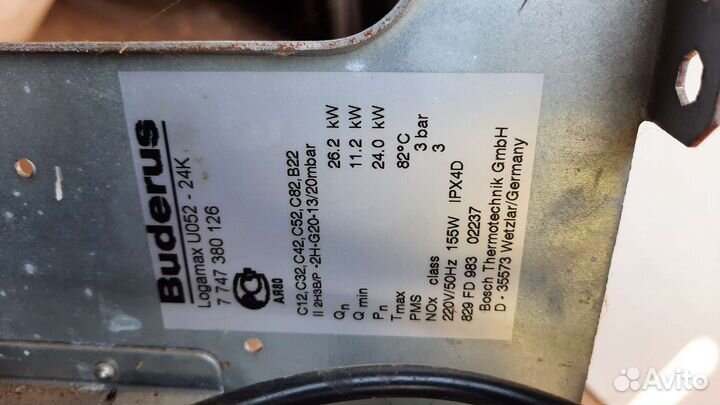 Buderus
Logamax U052 - 24K
7 747 380 126
AR80
C12,C32,C42,C52,C82,B22
II 2H3B/P -2H-G20-13/20mbar
Qn 26.2 kW
Q min 11.2 kW
Pn 24.0 kW
Tmax 82°C
PMS 3 bar
NOx class 3
220V/50Hz 155W IPX4D
829 FD 983 02237
Bosch Thermotechnik GmbH
D - 35573 Wetzlar/Germany
Avito